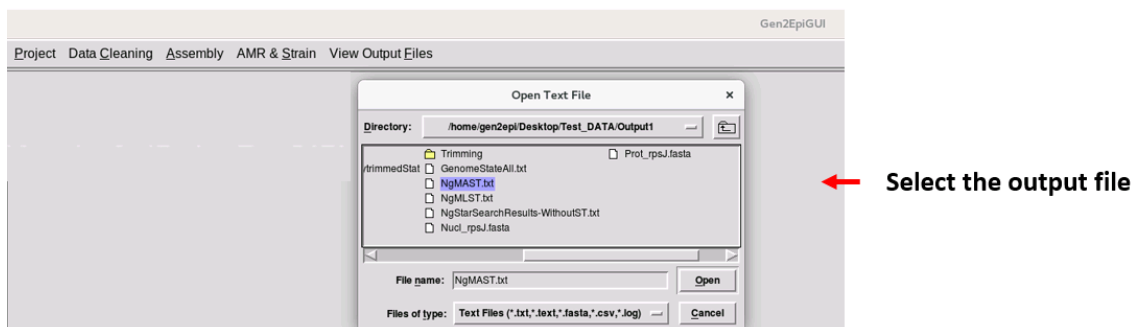 Gen2EpiGUI
Project Data Cleaning Assembly AMR & Strain View Output Files
Open Text File ×
Directory: /home/gen2epi/Desktop/Test_DATA/Output1
Trimming Prot_rpsJ.fasta
/trimmedStat GenomeStateAll.txt
NgMAST.txt
NgMLST.txt
NgStarSearchResults-WithoutST.txt
Nucl_rpsJ.fasta
File name: NgMAST.txt Open
Files of type: Text Files (*.txt,*.text,*.fasta,*.csv,*.log) Cancel
Select the output file